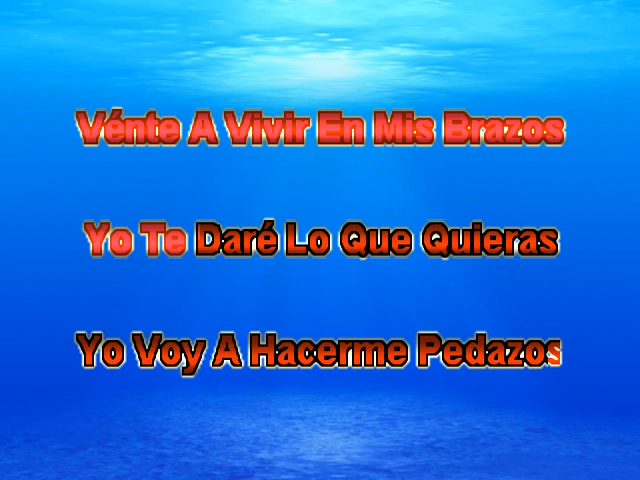 Vénte A Vivir En Mis Brazos
Yo Te Daré Lo Que Quieras
Yo Voy A Hacerme Pedazos